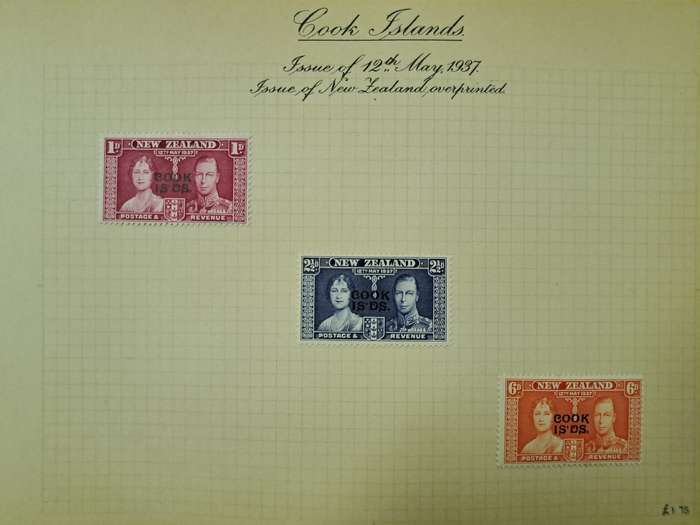 Cook Islands.
Issue of 12th May, 1937.
Issue of New Zealand, overprinted.
1D NEW ZEALAND 1D
12TH MAY 1937
COOK
IS'DS.
POSTAGE & REVENUE
2½D NEW ZEALAND 2½D
12TH MAY 1937
COOK
IS'DS.
POSTAGE & REVENUE
6D NEW ZEALAND 6D
12TH MAY 1937
COOK
IS'DS.
POSTAGE & REVENUE